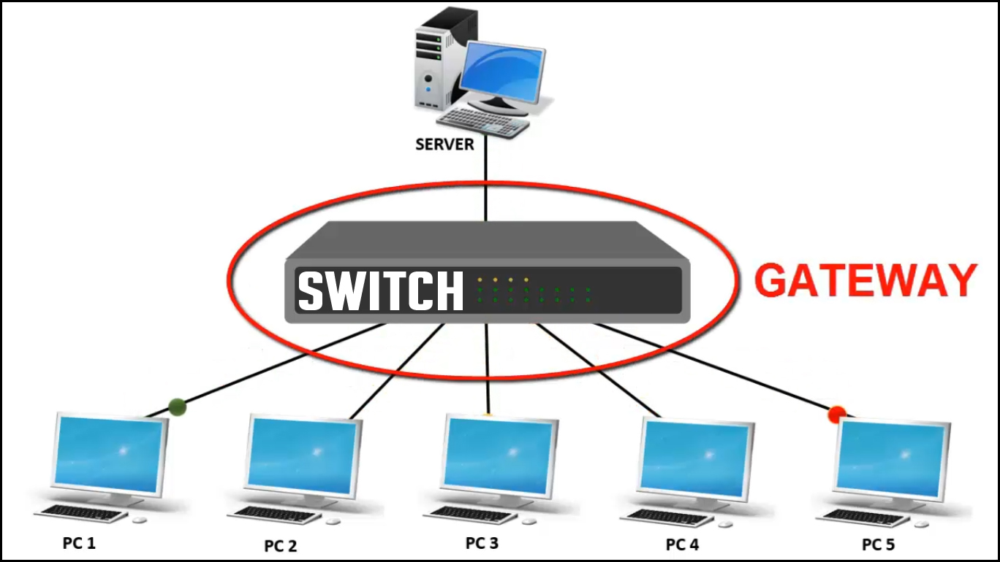 SERVER
SWITCH
GATEWAY
PC 1
PC 2
PC 3
PC 4
PC 5